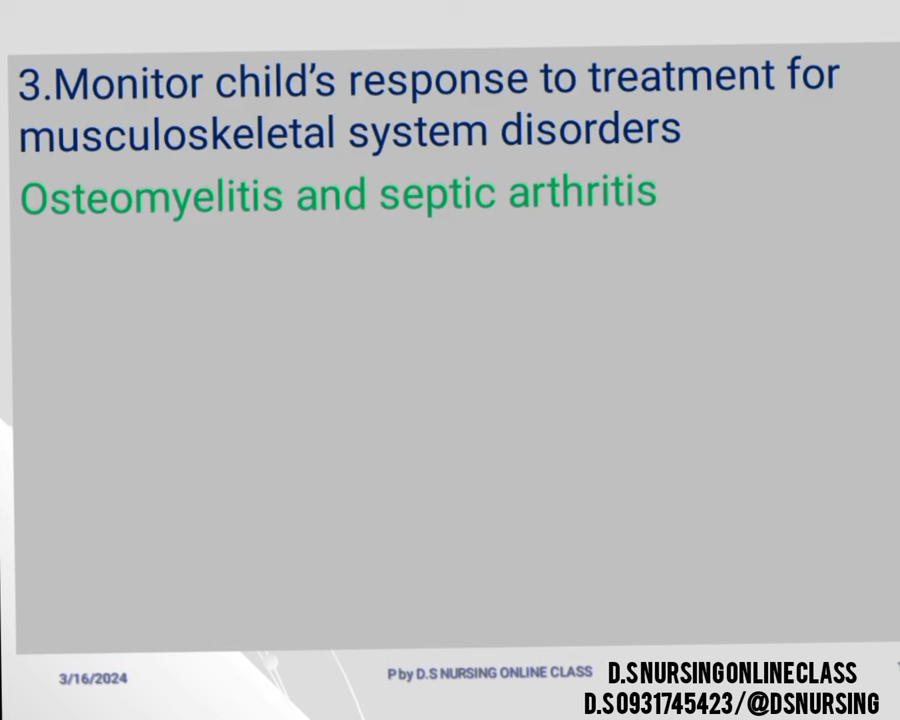 3.Monitor child's response to treatment for
musculoskeletal system disorders
Osteomyelitis and septic arthritis
3/16/2024
P by D.S NURSING ONLINE CLASS
D.S NURSING ONLINE CLASS
D.S 0931745423 / @DSNURSING